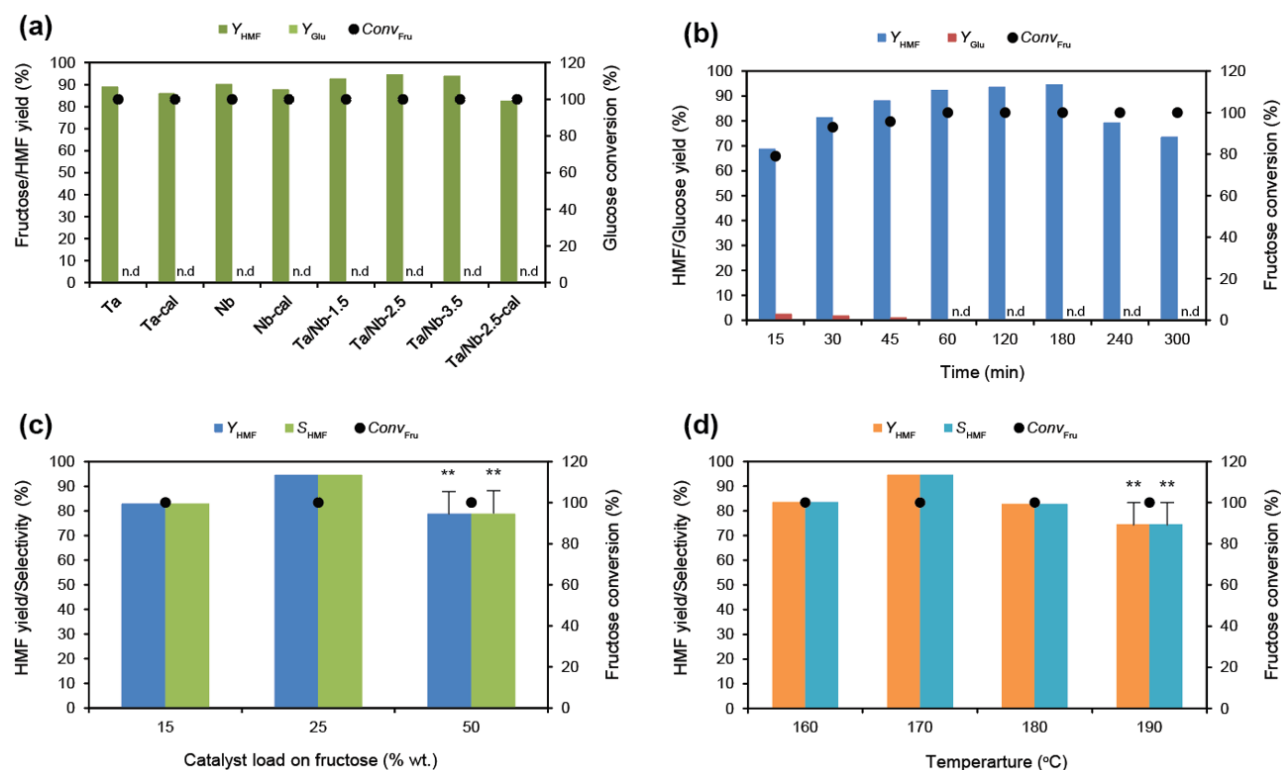 (a)
Y_HMF Y_Glu Conv_Fru
Fructose/HMF yield (%)
100
90
80
70
60
50
40
30
20
10
0
n.d n.d n.d n.d n.d n.d n.d n.d
Ta Ta-cal Nb Nb-cal Ta/Nb-1.5 Ta/Nb-2.5 Ta/Nb-3.5 Ta/Nb-2.5-cal
120
100
80
60
40
20
0
Glucose conversion (%)
(b)
Y_HMF Y_Glu Conv_Fru
HMF/Glucose yield (%)
100
90
80
70
60
50
40
30
20
10
0
n.d n.d n.d n.d n.d
15 30 45 60 120 180 240 300
Time (min)
120
100
80
60
40
20
0
Fructose conversion (%)
(c)
Y_HMF S_HMF Conv_Fru
HMF yield/Selectivity (%)
100
90
80
70
60
50
40
30
20
10
0
** **
15 25 50
Catalyst load on fructose (% wt.)
120
100
80
60
40
20
0
Fructose conversion (%)
(d)
Y_HMF S_HMF Conv_Fru
HMF yield/Selectivity (%)
100
90
80
70
60
50
40
30
20
10
0
** **
160 170 180 190
Temperarture (°C)
120
100
80
60
40
20
0
Fructose conversion (%)